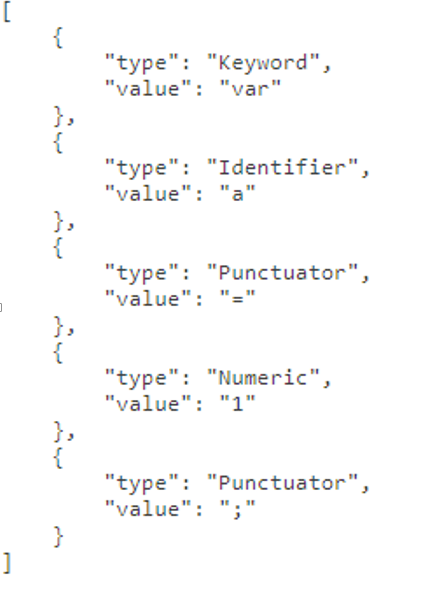 [
    {
        "type": "Keyword",
        "value": "var"
    },
    {
        "type": "Identifier",
        "value": "a"
    },
    {
        "type": "Punctuator",
        "value": "="
    },
    {
        "type": "Numeric",
        "value": "1"
    },
    {
        "type": "Punctuator",
        "value": ";"
    }
]